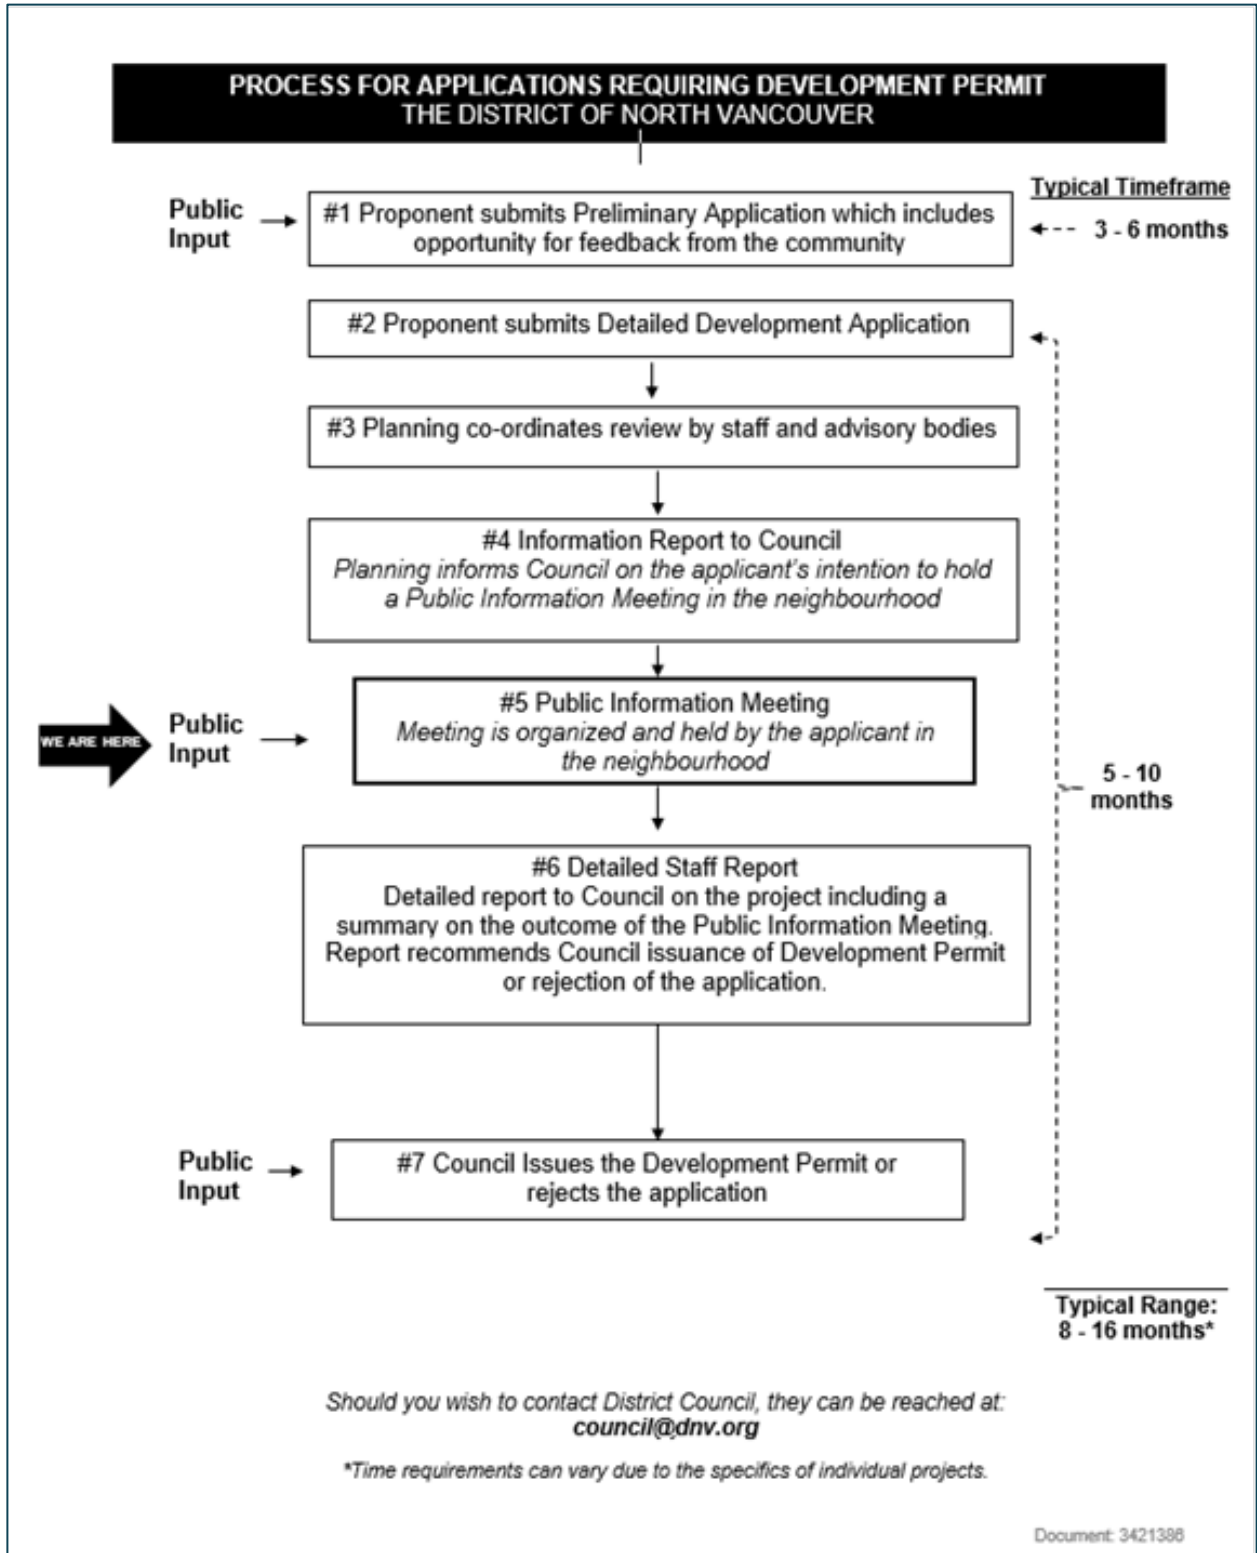 PROCESS FOR APPLICATIONS REQUIRING DEVELOPMENT PERMIT
THE DISTRICT OF NORTH VANCOUVER
Typical Timeframe
Public
Input
#1 Proponent submits Preliminary Application which includes
opportunity for feedback from the community
3 - 6 months
#2 Proponent submits Detailed Development Application
#3 Planning co-ordinates review by staff and advisory bodies
#4 Information Report to Council
Planning informs Council on the applicant's intention to hold
a Public Information Meeting in the neighbourhood
WE ARE HERE
Public
Input
#5 Public Information Meeting
Meeting is organized and held by the applicant in
the neighbourhood
5 - 10
months
#6 Detailed Staff Report
Detailed report to Council on the project including a
summary on the outcome of the Public Information Meeting.
Report recommends Council issuance of Development Permit
or rejection of the application.
Public
Input
#7 Council Issues the Development Permit or
rejects the application
Typical Range:
8 - 16 months*
Should you wish to contact District Council, they can be reached at:
council@dnv.org
*Time requirements can vary due to the specifics of individual projects.
Document: 3421386